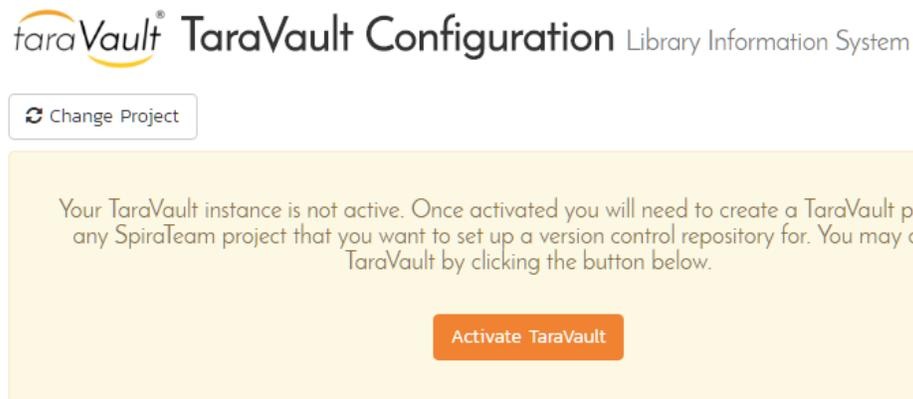 taraVault® TaraVault Configuration Library Information System
Change Project
Your TaraVault instance is not active. Once activated you will need to create a TaraVault
any SpiraTeam project that you want to set up a version control repository for. You may
TaraVault by clicking the button below.
Activate TaraVault